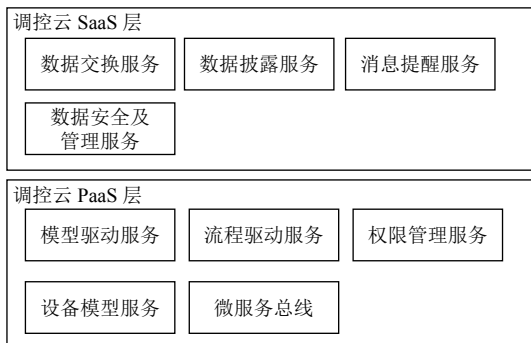 调控云 SaaS 层
数据交换服务
数据披露服务
消息提醒服务
数据安全及
管理服务
调控云 PaaS 层
模型驱动服务
流程驱动服务
权限管理服务
设备模型服务
微服务总线